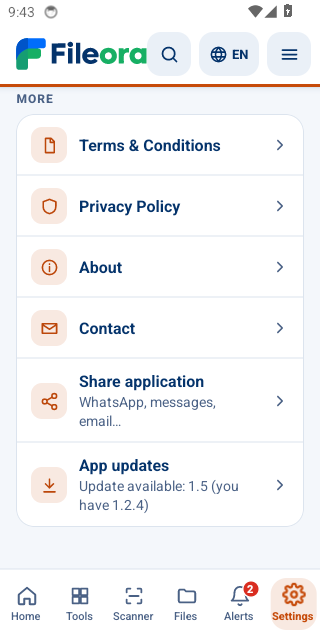 9:43
Fileora
EN
MORE
Terms & Conditions
Privacy Policy
About
Contact
Share application
WhatsApp, messages,
email...
App updates
Update available: 1.5 (you
have 1.2.4)
2
Home Tools Scanner Files Alerts Settings